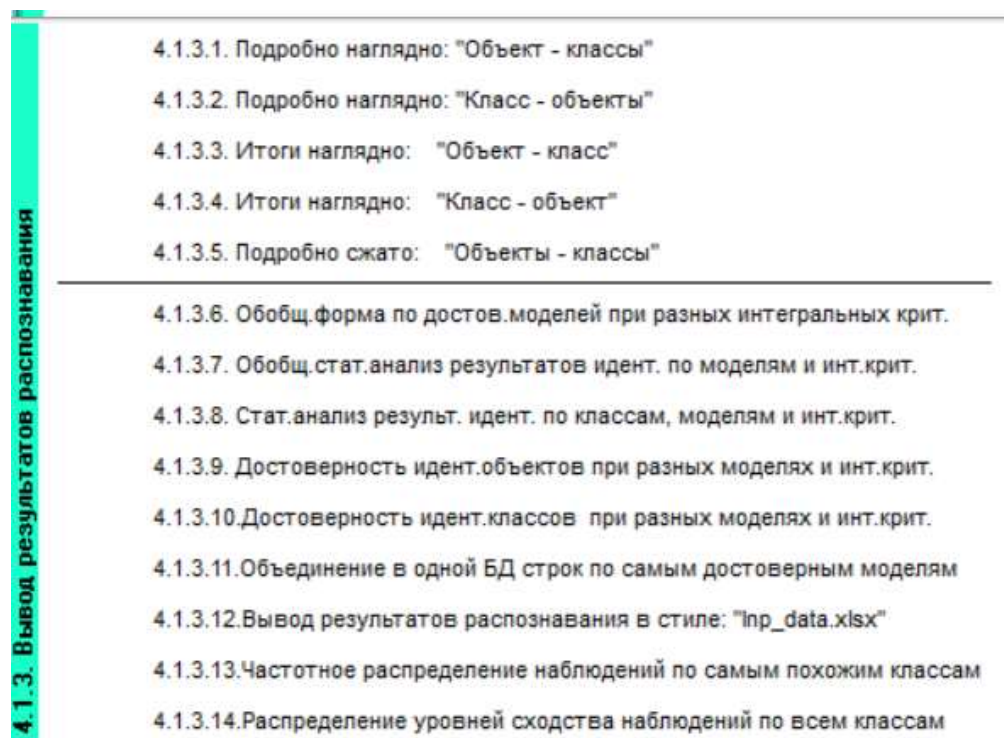 4.1.3. Вывод результатов распознавания
4.1.3.1. Подробно наглядно: "Объект - классы"
4.1.3.2. Подробно наглядно: "Класс - объекты"
4.1.3.3. Итоги наглядно: "Объект - класс"
4.1.3.4. Итоги наглядно: "Класс - объект"
4.1.3.5. Подробно сжато: "Объекты - классы"
4.1.3.6. Обобщ.форма по достов.моделей при разных интегральных крит.
4.1.3.7. Обобщ.стат.анализ результатов идент. по моделям и инт.крит.
4.1.3.8. Стат.анализ результ. идент. по классам, моделям и инт.крит.
4.1.3.9. Достоверность идент.объектов при разных моделях и инт.крит.
4.1.3.10.Достоверность идент.классов при разных моделях и инт.крит.
4.1.3.11.Объединение в одной БД строк по самым достоверным моделям
4.1.3.12.Вывод результатов распознавания в стиле: "Inp_data.xlsx"
4.1.3.13.Частотное распределение наблюдений по самым похожим классам
4.1.3.14.Распределение уровней сходства наблюдений по всем классам